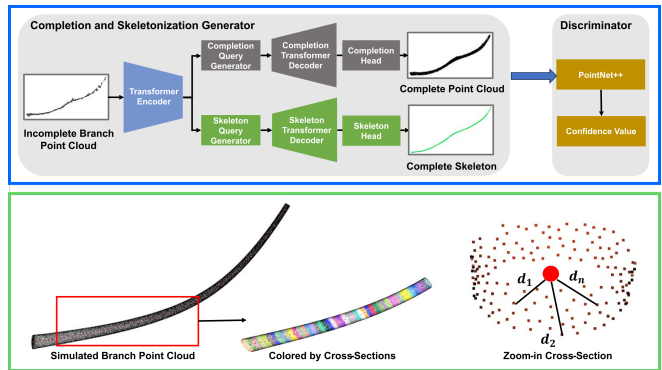 Completion and Skeletonization Generator
Discriminator
Incomplete Branch
Point Cloud
Transformer
Encoder
Completion
Query
Generator
Completion
Transformer
Decoder
Completion
Head
Complete Point Cloud
Skeleton
Query
Generator
Skeleton
Transformer
Decoder
Skeleton
Head
Complete Skeleton
PointNet++
Confidence Value
Simulated Branch Point Cloud
Colored by Cross-Sections
d1
d2
dn
Zoom-in Cross-Section